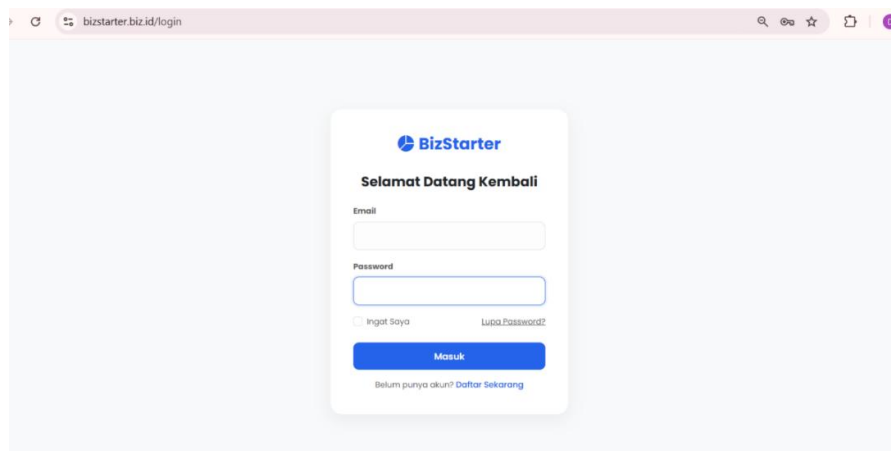 bizstarter.biz.id/login
BizStarter
Selamat Datang Kembali
Email
Password
Ingat Saya Lupa Password?
Masuk
Belum punya akun? Daftar Sekarang